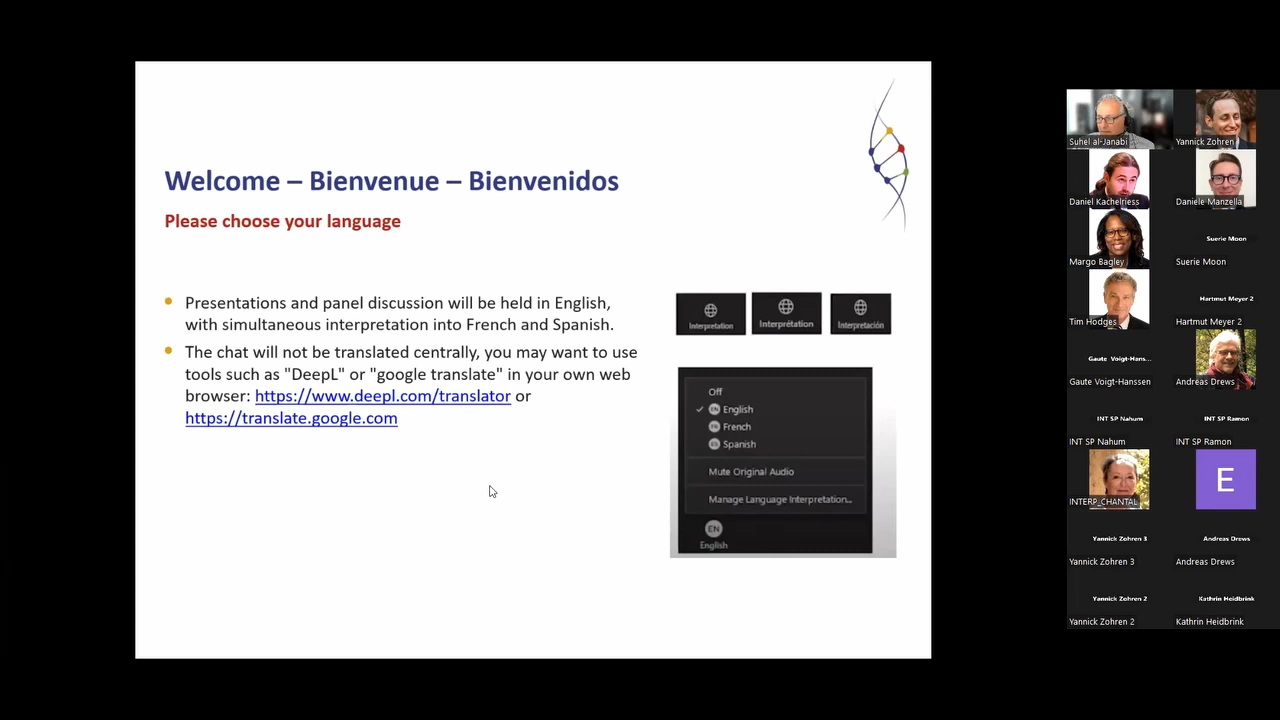 Welcome – Bienvenue – Bienvenidos
Please choose your language
Presentations and panel discussion will be held in English,
with simultaneous interpretation into French and Spanish.
The chat will not be translated centrally, you may want to use
tools such as "DeepL" or "google translate" in your own web
browser: https://www.deepl.com/translator or
https://translate.google.com
Interpretation
Interprétation
Interpretación
Off
EN English
FR French
ES Spanish
Mute Original Audio
Manage Language Interpretation...
EN
English
Suhel al-Janabi
Yannick Zohren
Daniel Kachelriess
Daniele Manzella
Margo Bagley
Suerie Moon
Suerie Moon
Tim Hodges
Hartmut Meyer 2
Hartmut Meyer 2
Gaute Voigt-Hans...
Gaute Voigt-Hanssen
Andreas Drews
INT SP Nahum
INT SP Ramon
INT SP Nahum
INT SP Ramon
INTERP_CHANTAL
E
Yannick Zohren 3
Andreas Drews
Yannick Zohren 3
Andreas Drews
Yannick Zohren 2
Kathrin Heidbrink
Yannick Zohren 2
Kathrin Heidbrink